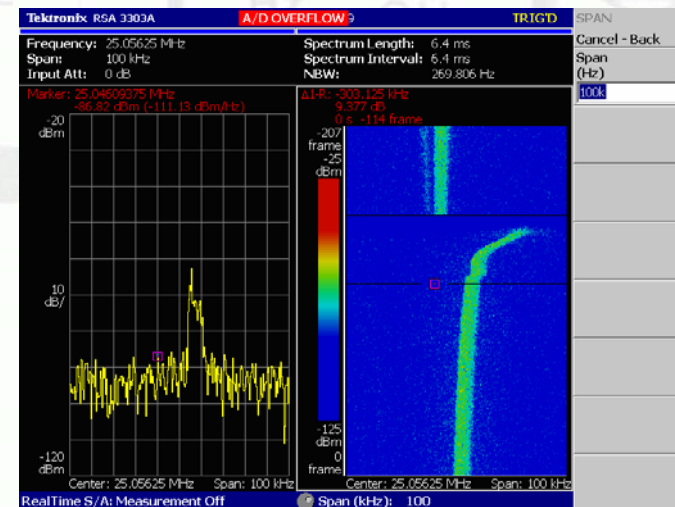 Tektronix RSA 3303A
A/D OVERFLOW
TRIG'D
SPAN
Frequency: 25.05625 MHz
Span: 100 kHz
Input Att: 0 dB
Spectrum Length: 6.4 ms
Spectrum Interval: 6.4 ms
NBW: 269.806 Hz
Cancel - Back
Span
(Hz)
100k
Marker: 25.04609375 MHz
-86.82 dBm (-111.13 dBm/Hz)
Δ1-R: -303.125 kHz
9.377 dB
0 s -114 frame
-20
dBm
10
dB/
-120
dBm
Center: 25.05625 MHz Span: 100 kHz
-207
frame
-25
dBm
-125
dBm
0
frame
Center: 25.05625 MHz Span: 100 kHz
RealTime S/A: Measurement Off
Span (kHz): 100